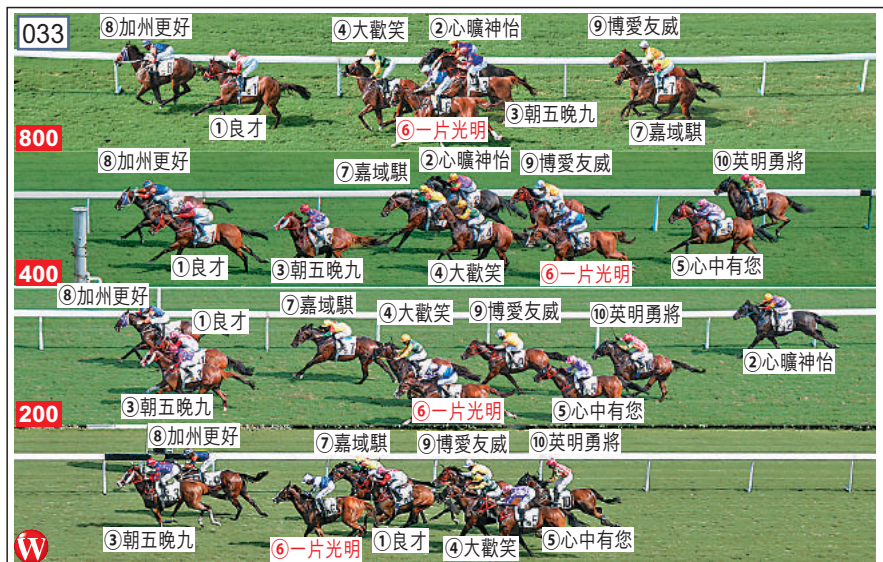 033
⑧加州更好
④大歡笑
②心曠神怡
⑨博愛友威
①良才
⑥一片光明
③朝五晚九
⑦嘉域騏
800
⑧加州更好
⑦嘉域騏
②心曠神怡
⑨博愛友威
⑩英明勇將
①良才
③朝五晚九
④大歡笑
⑥一片光明
⑤心中有您
400
⑧加州更好
①良才
⑦嘉域騏
④大歡笑
⑨博愛友威
⑩英明勇將
②心曠神怡
③朝五晚九
⑥一片光明
⑤心中有您
200
⑧加州更好
⑦嘉域騏
⑨博愛友威
⑩英明勇將
③朝五晚九
⑥一片光明
①良才
④大歡笑
⑤心中有您
W